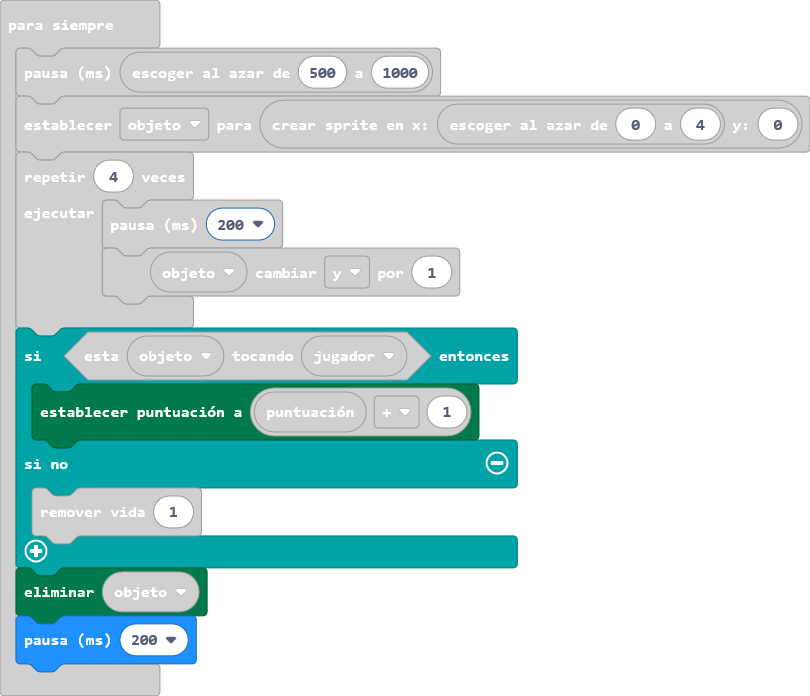 para siempre
pausa (ms) escoger al azar de 500 a 1000
establecer objeto para crear sprite en x: escoger al azar de 0 a 4 y: 0
repetir 4 veces
ejecutar
pausa (ms) 200
objeto cambiar y por 1
si esta objeto tocando jugador entonces
establecer puntuación a puntuación + 1
si no
remover vida 1
eliminar objeto
pausa (ms) 200